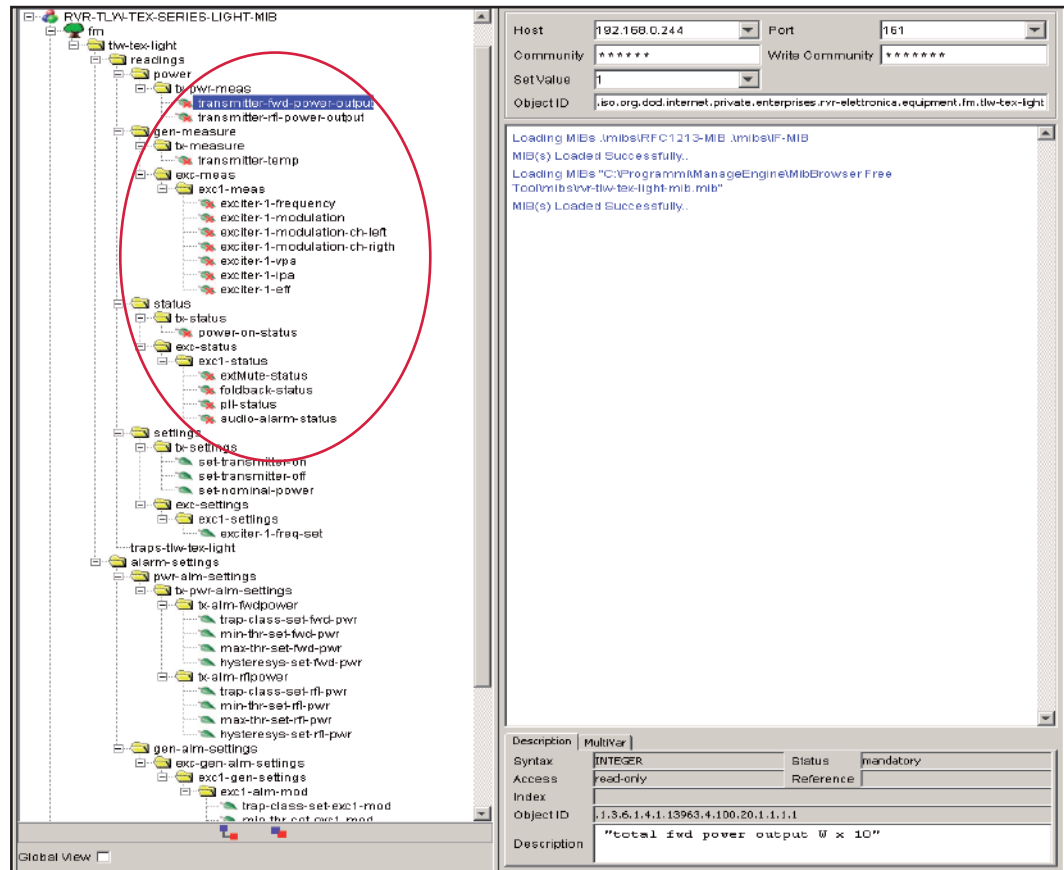 RVR-TLW-TEX-SERIES-LIGHT-MIB
fm
tlw-tex-light
readings
power
tx-pwr-meas
transmitter-fwd-power-output
transmitter-rfl-power-output
gen-measure
tx-measure
transmitter-temp
exc-meas
exc1-meas
exciter-1-frequency
exciter-1-modulation
exciter-1-modulation-ch-left
exciter-1-modulation-ch-rigth
exciter-1-vpa
exciter-1-ipa
exciter-1-eff
status
tx-status
power-on-status
exc-status
exc1-status
extMute-status
foldback-status
pll-status
audio-alarm-status
settings
tx-settings
set-transmitter-on
set-transmitter-off
set-nominal-power
exc-settings
exc1-settings
exciter-1-freq-set
traps-tlw-tex-light
alarm-settings
pwr-alm-settings
tx-pwr-alm-settings
tx-alm-fwdpower
trap-class-set-fwd-pwr
min-thr-set-fwd-pwr
max-thr-set-fwd-pwr
hysteresys-set-fwd-pwr
tx-alm-rflpower
trap-class-set-rfl-pwr
min-thr-set-rfl-pwr
max-thr-set-rfl-pwr
hysteresys-set-rfl-pwr
gen-alm-settings
exc-gen-alm-settings
exc1-gen-settings
exc1-alm-mod
trap-class-set-exc1-mod
min-thr-set-exc1-mod
Global View
Host 192.168.0.244 Port 161
Community ****** Write Community *******
Set Value 1
Object ID .iso.org.dod.internet.private.enterprises.rvr-elettronica.equipment.fm.tlw-tex-light
Loading MIBs .\mibs\RFC1213-MIB .\mibs\IF-MIB
MIB(s) Loaded Successfully..
Loading MIBs "C:\Programmi\ManageEngine\MibBrowser Free
Tool\mibs\rvr-tlw-tex-light-mib.mib"
MIB(s) Loaded Successfully..
Description MultiVar
Syntax INTEGER Status mandatory
Access read-only Reference
Index
Object ID .1.3.6.1.4.1.13963.4.100.20.1.1.1.1
Description "total fwd power output W x 10"